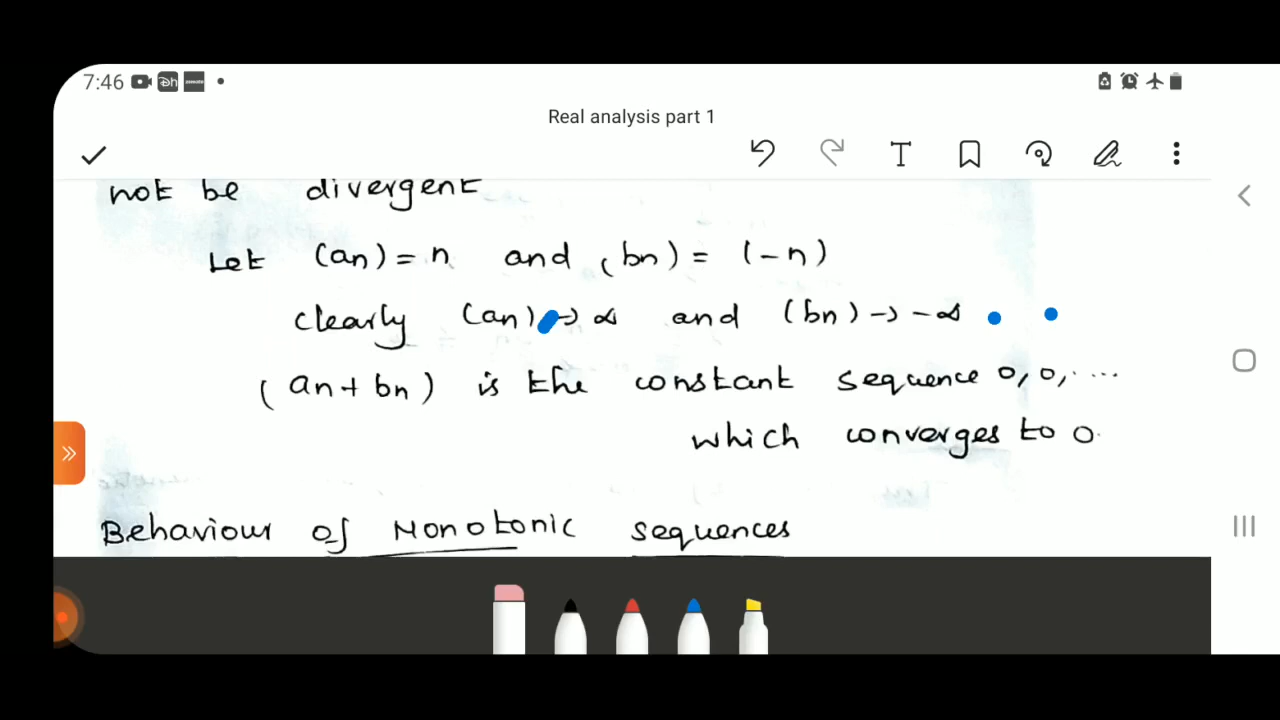 7:46
Real analysis part 1
T
not be divergent
Let (an) = n and (bn) = (-n)
clearly (an) → ∞ and (bn) → -∞
(an + bn) is the constant sequence 0, 0, ....
which converges to 0.
Behaviour of Monotonic sequences